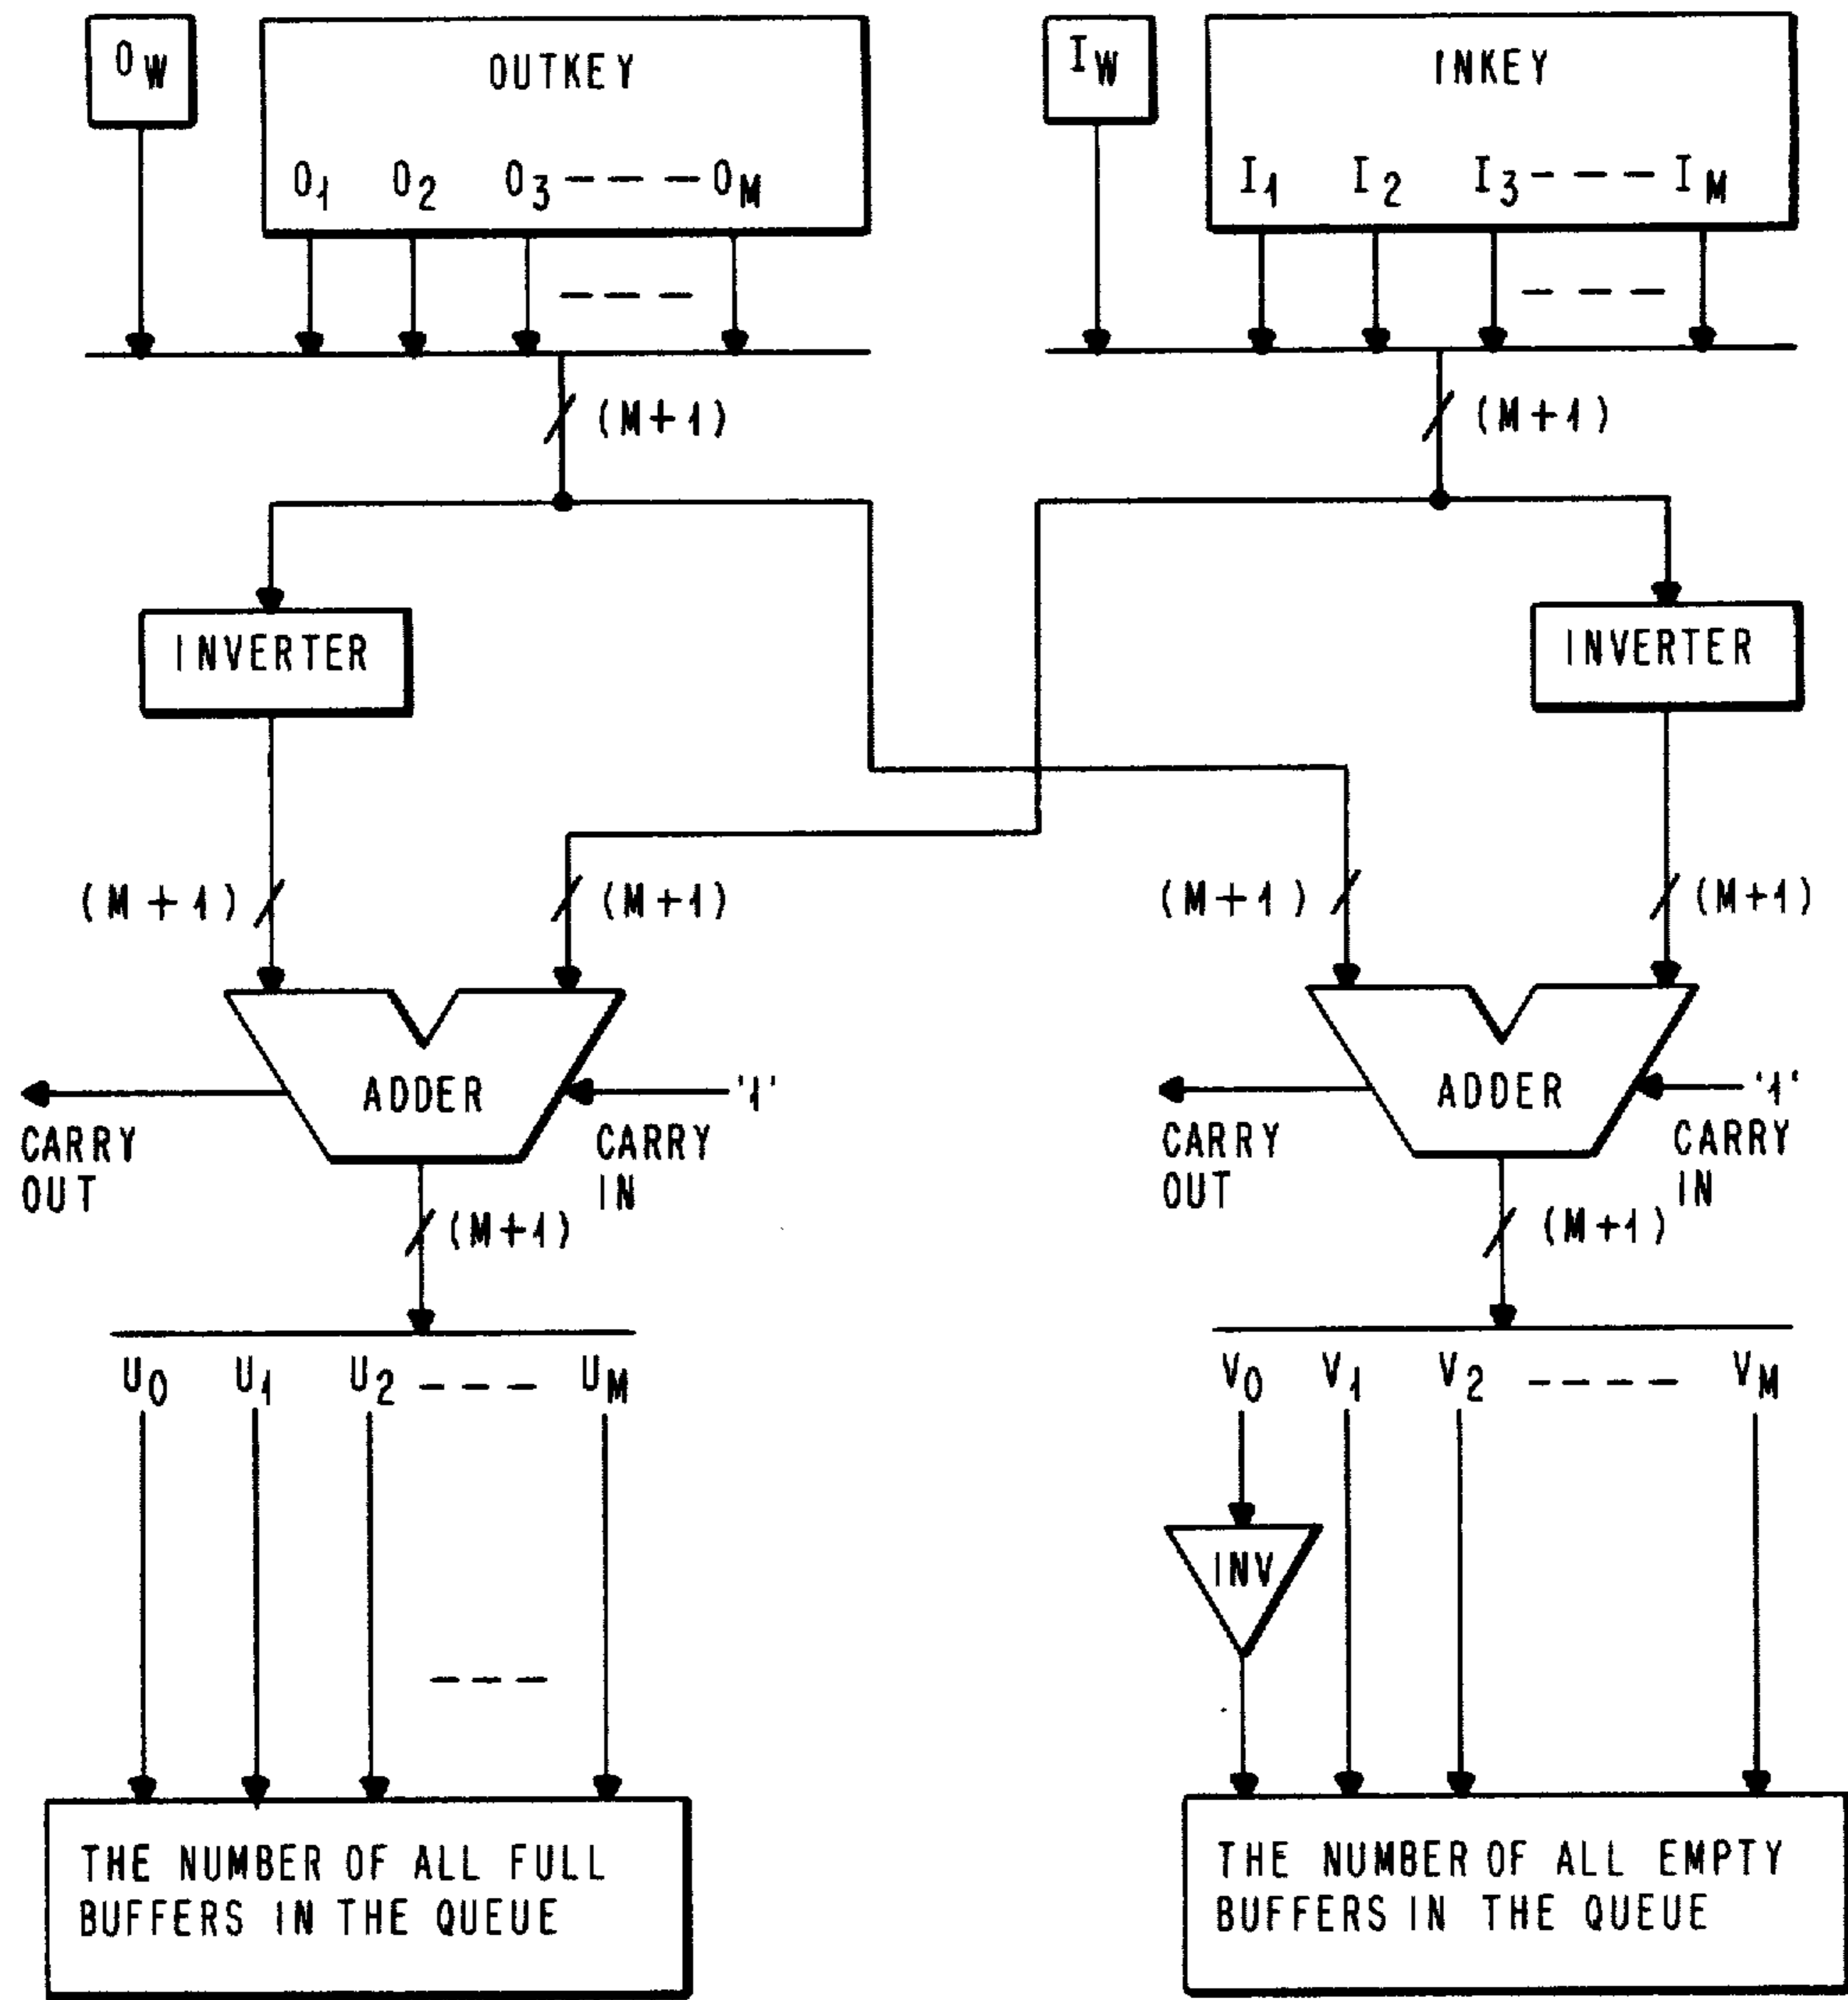 O_W
OUTKEY
O_1 O_2 O_3 --- O_M
---
I_W
INKEY
I_1 I_2 I_3 --- I_M
---
(M+1)
(M+1)
INVERTER
INVERTER
(M+1)
(M+1)
(M+1)
(M+1)
ADDER
'1'
CARRY
OUT
CARRY
IN
ADDER
'1'
CARRY
OUT
CARRY
IN
(M+1)
(M+1)
U_0 U_1 U_2 --- U_M
V_0 V_1 V_2 ---- V_M
INV
---
THE NUMBER OF ALL FULL
BUFFERS IN THE QUEUE
THE NUMBER OF ALL EMPTY
BUFFERS IN THE QUEUE